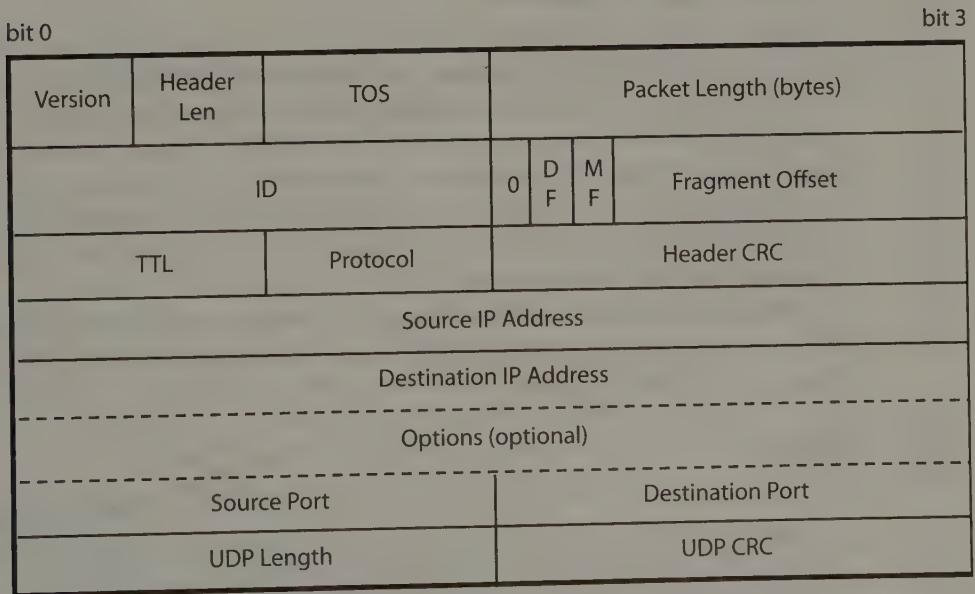 bit 0
bit 3
Version
Header
Len
TOS
Packet Length (bytes)
ID
0
D
F
M
F
Fragment Offset
TTL
Protocol
Header CRC
Source IP Address
Destination IP Address
Options (optional)
Source Port
Destination Port
UDP Length
UDP CRC